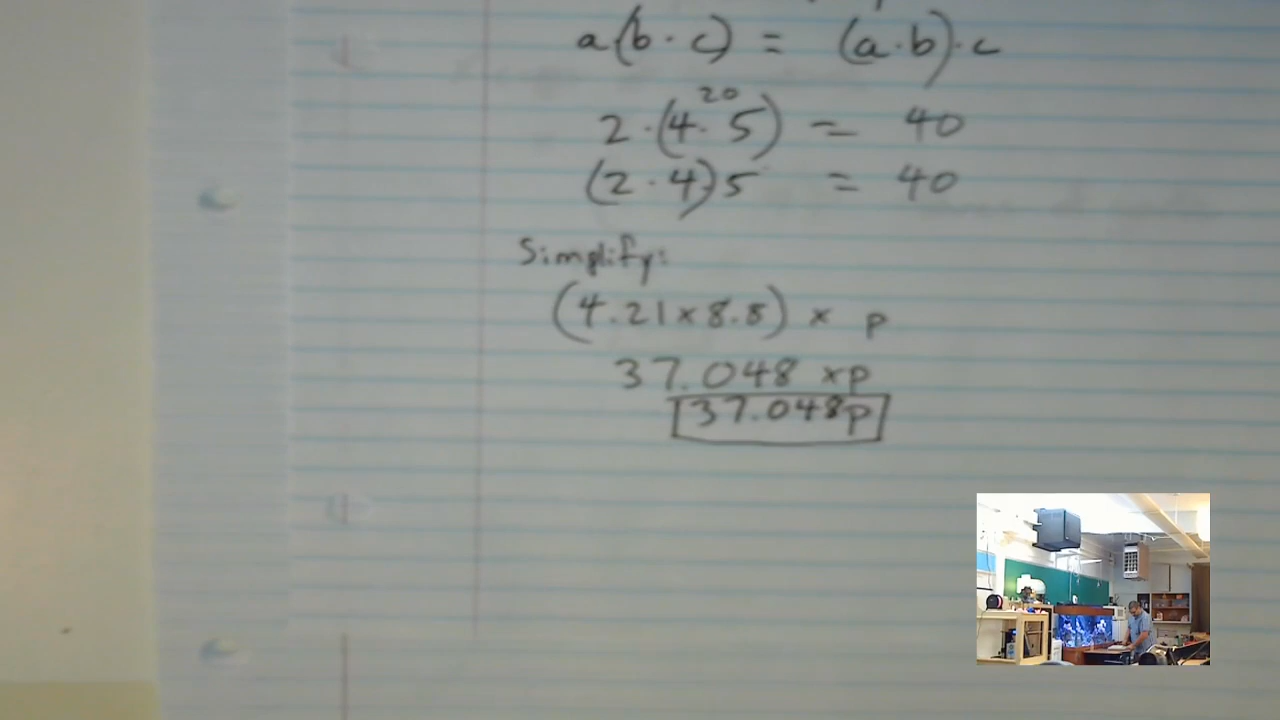 a(b · c) = (a · b) · c
20
2 · (4 · 5) = 40
(2 · 4)5 = 40
Simplify:
(4.21 x 8.8) x p
37.048 x p
37.048p